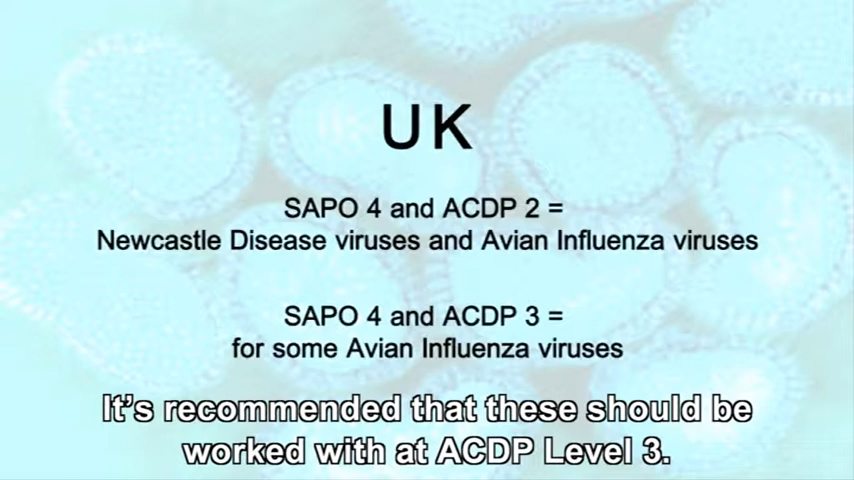 UK
SAPO 4 and ACDP 2 =
Newcastle Disease viruses and Avian Influenza viruses
SAPO 4 and ACDP 3 =
for some Avian Influenza viruses
It’s recommended that these should be
worked with at ACDP Level 3.